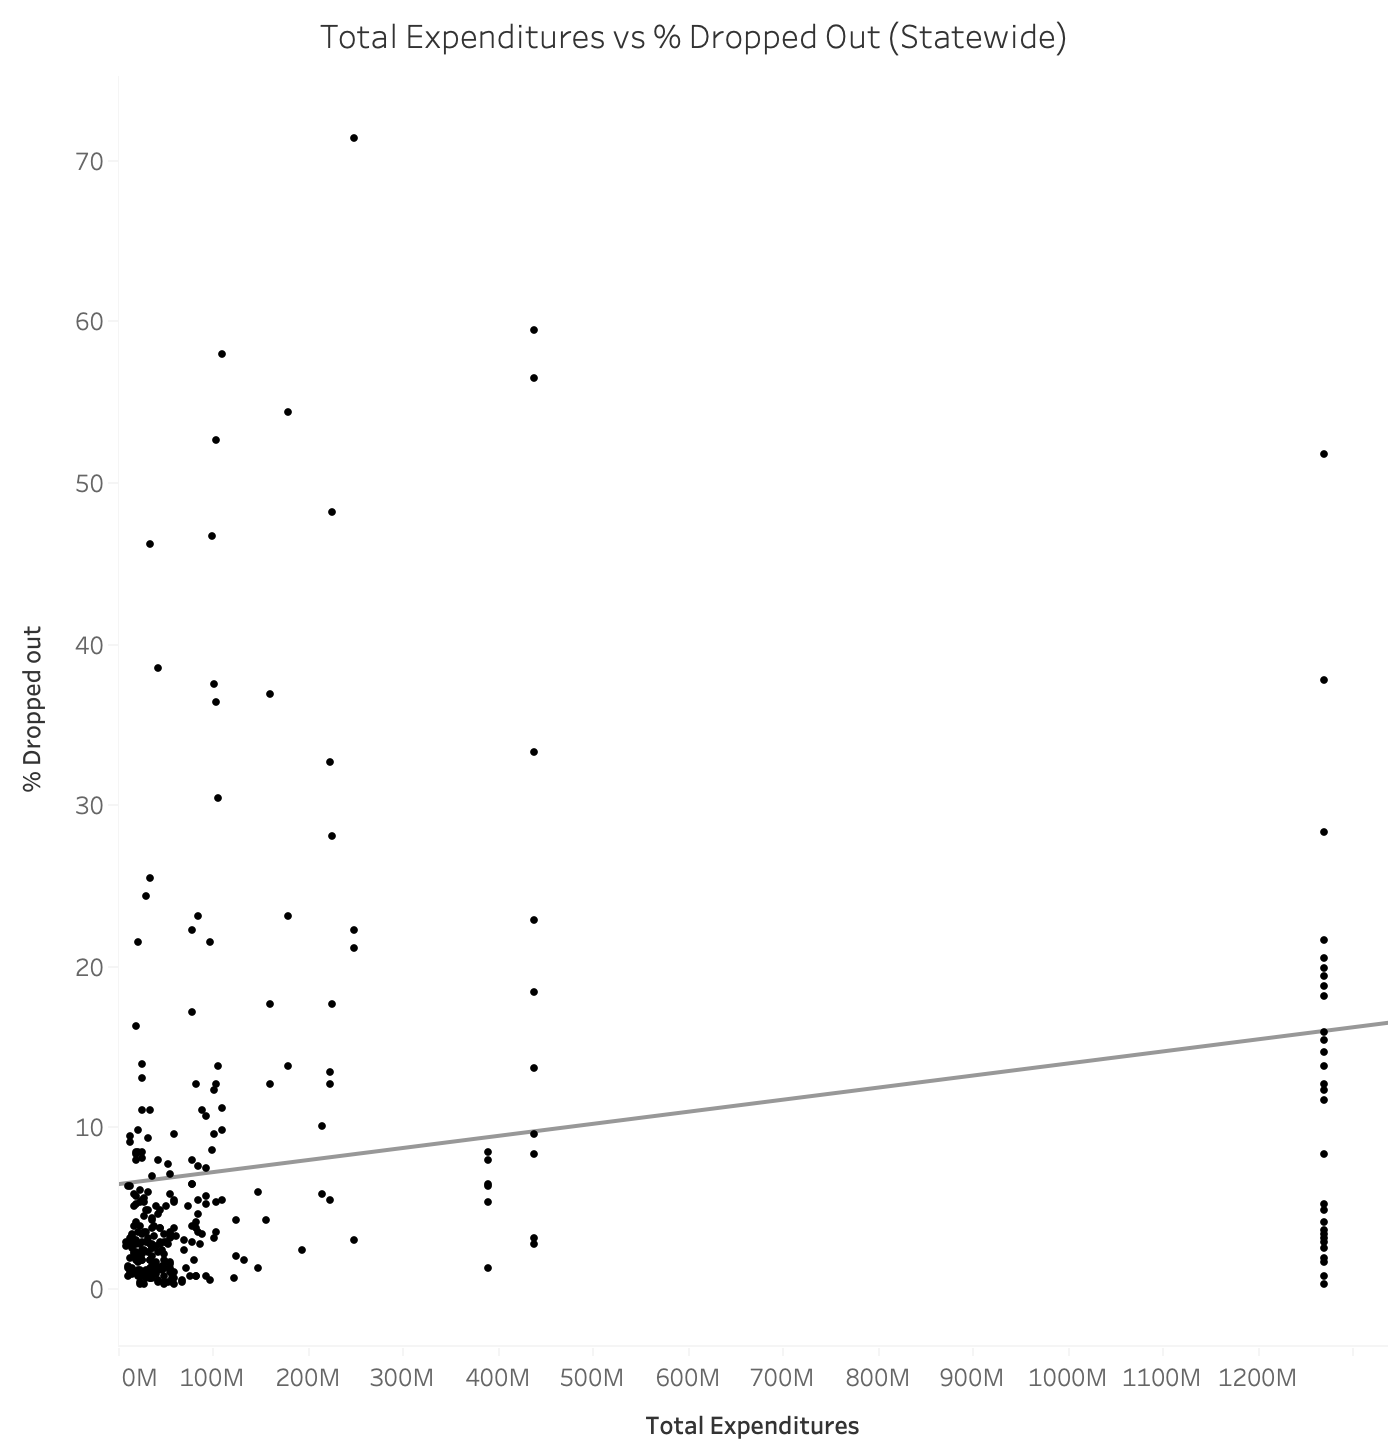 Total Expenditures vs % Dropped Out (Statewide)
70
60
50
40
30
20
10
0
% Dropped out
0M 100M 200M 300M 400M 500M 600M 700M 800M 900M 1000M 1100M 1200M
Total Expenditures